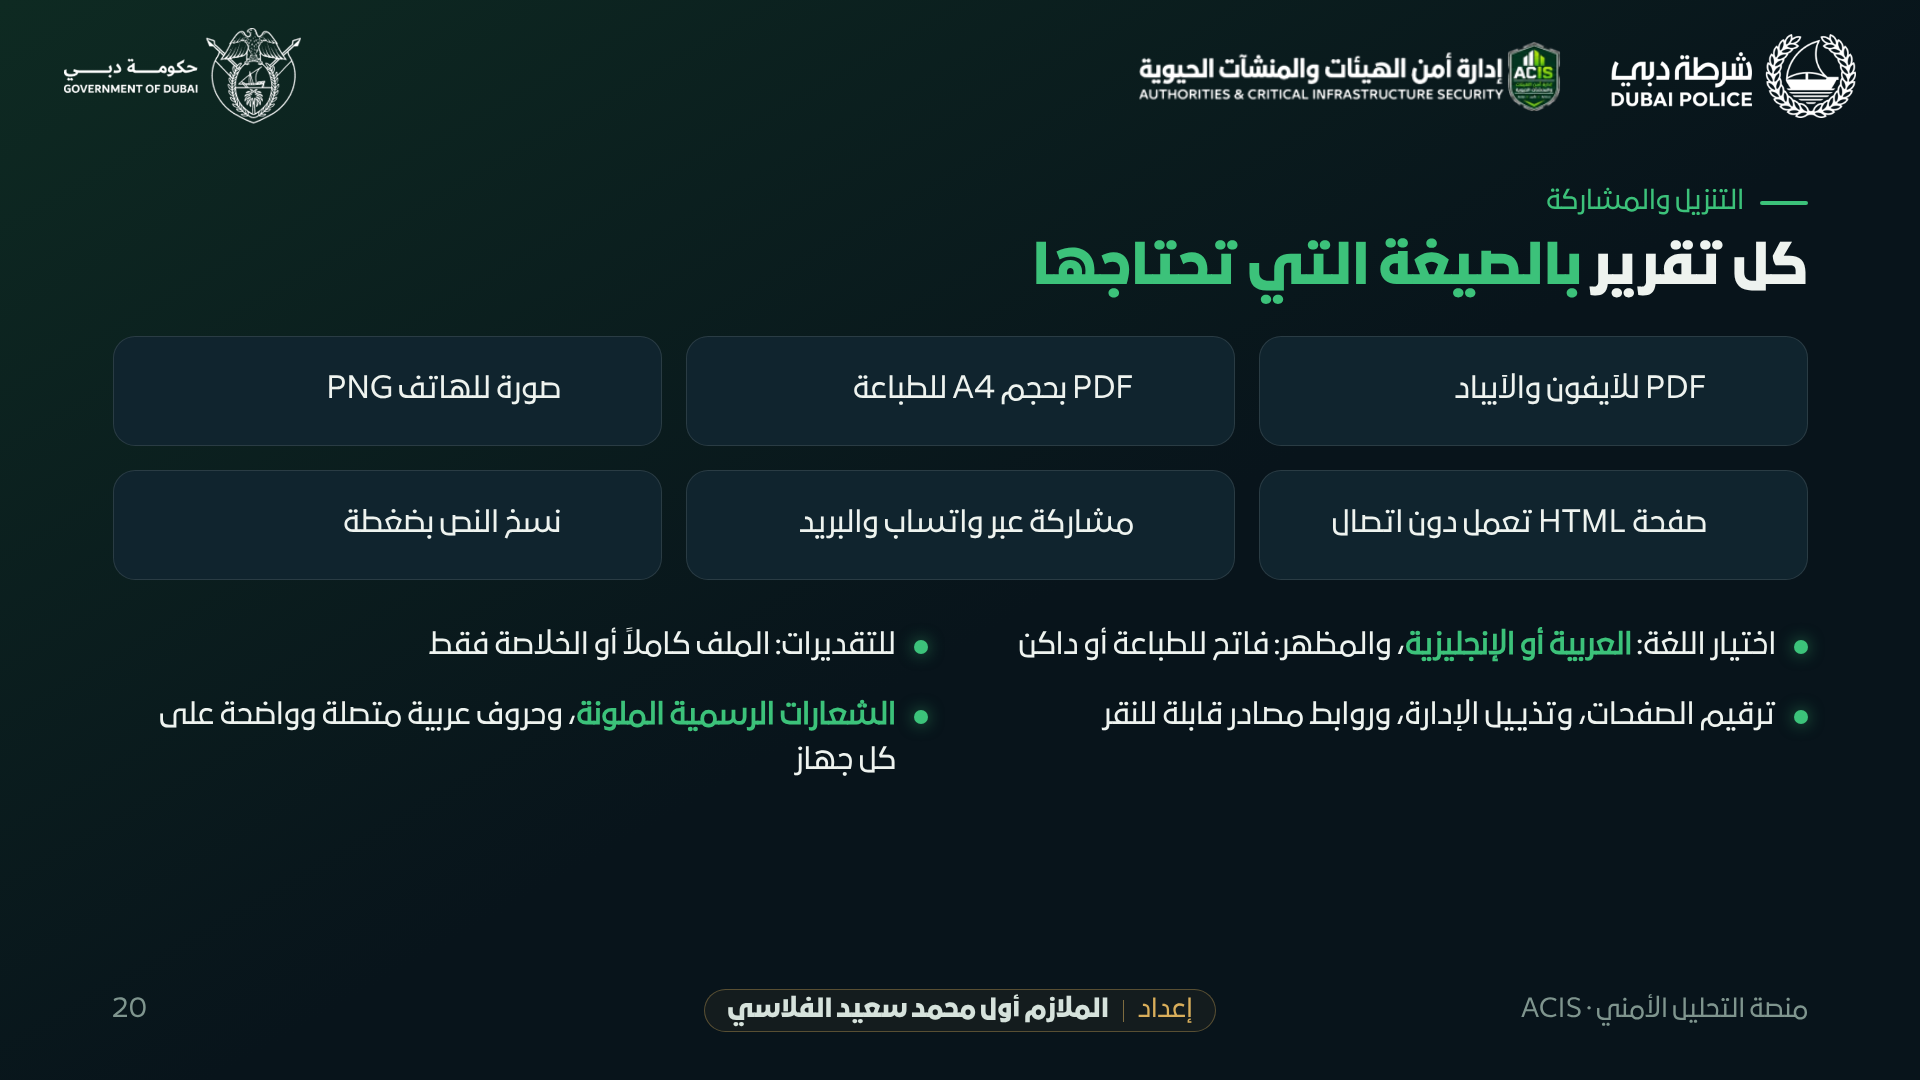 شرطة دبي
DUBAI POLICE
إدارة أمن الهيئات والمنشآت الحيوية
AUTHORITIES & CRITICAL INFRASTRUCTURE SECURITY
ACIS
حكومة دبي
GOVERNMENT OF DUBAI
التنزيل والمشاركة
كل تقرير بالصيغة التي تحتاجها
PDF للآيفون والآيباد
PDF بحجم A4 للطباعة
صورة للهاتف PNG
صفحة HTML تعمل دون اتصال
مشاركة عبر واتساب والبريد
نسخ النص بضغطة
اختيار اللغة: العربية أو الإنجليزية، والمظهر: فاتح للطباعة أو داكن
للتقديرات: الملف كاملاً أو الخلاصة فقط
ترقيم الصفحات، وتذييل الإدارة، وروابط مصادر قابلة للنقر
الشعارات الرسمية الملونة، وحروف عربية متصلة وواضحة على
كل جهاز
منصة التحليل الأمني · ACIS
إعداد | الملازم أول محمد سعيد الفلاسي
20